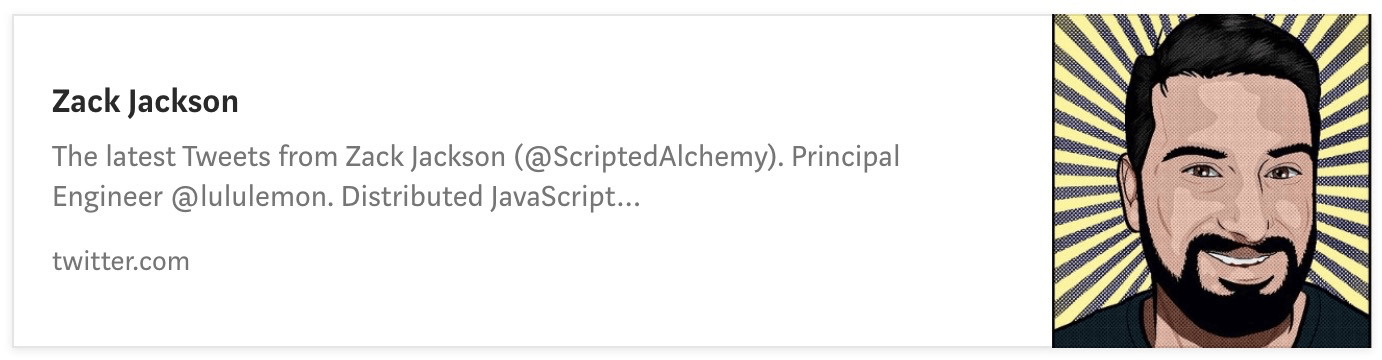 Zack Jackson
The latest Tweets from Zack Jackson (@ScriptedAlchemy). Principal
Engineer @lululemon. Distributed JavaScript…
twitter.com